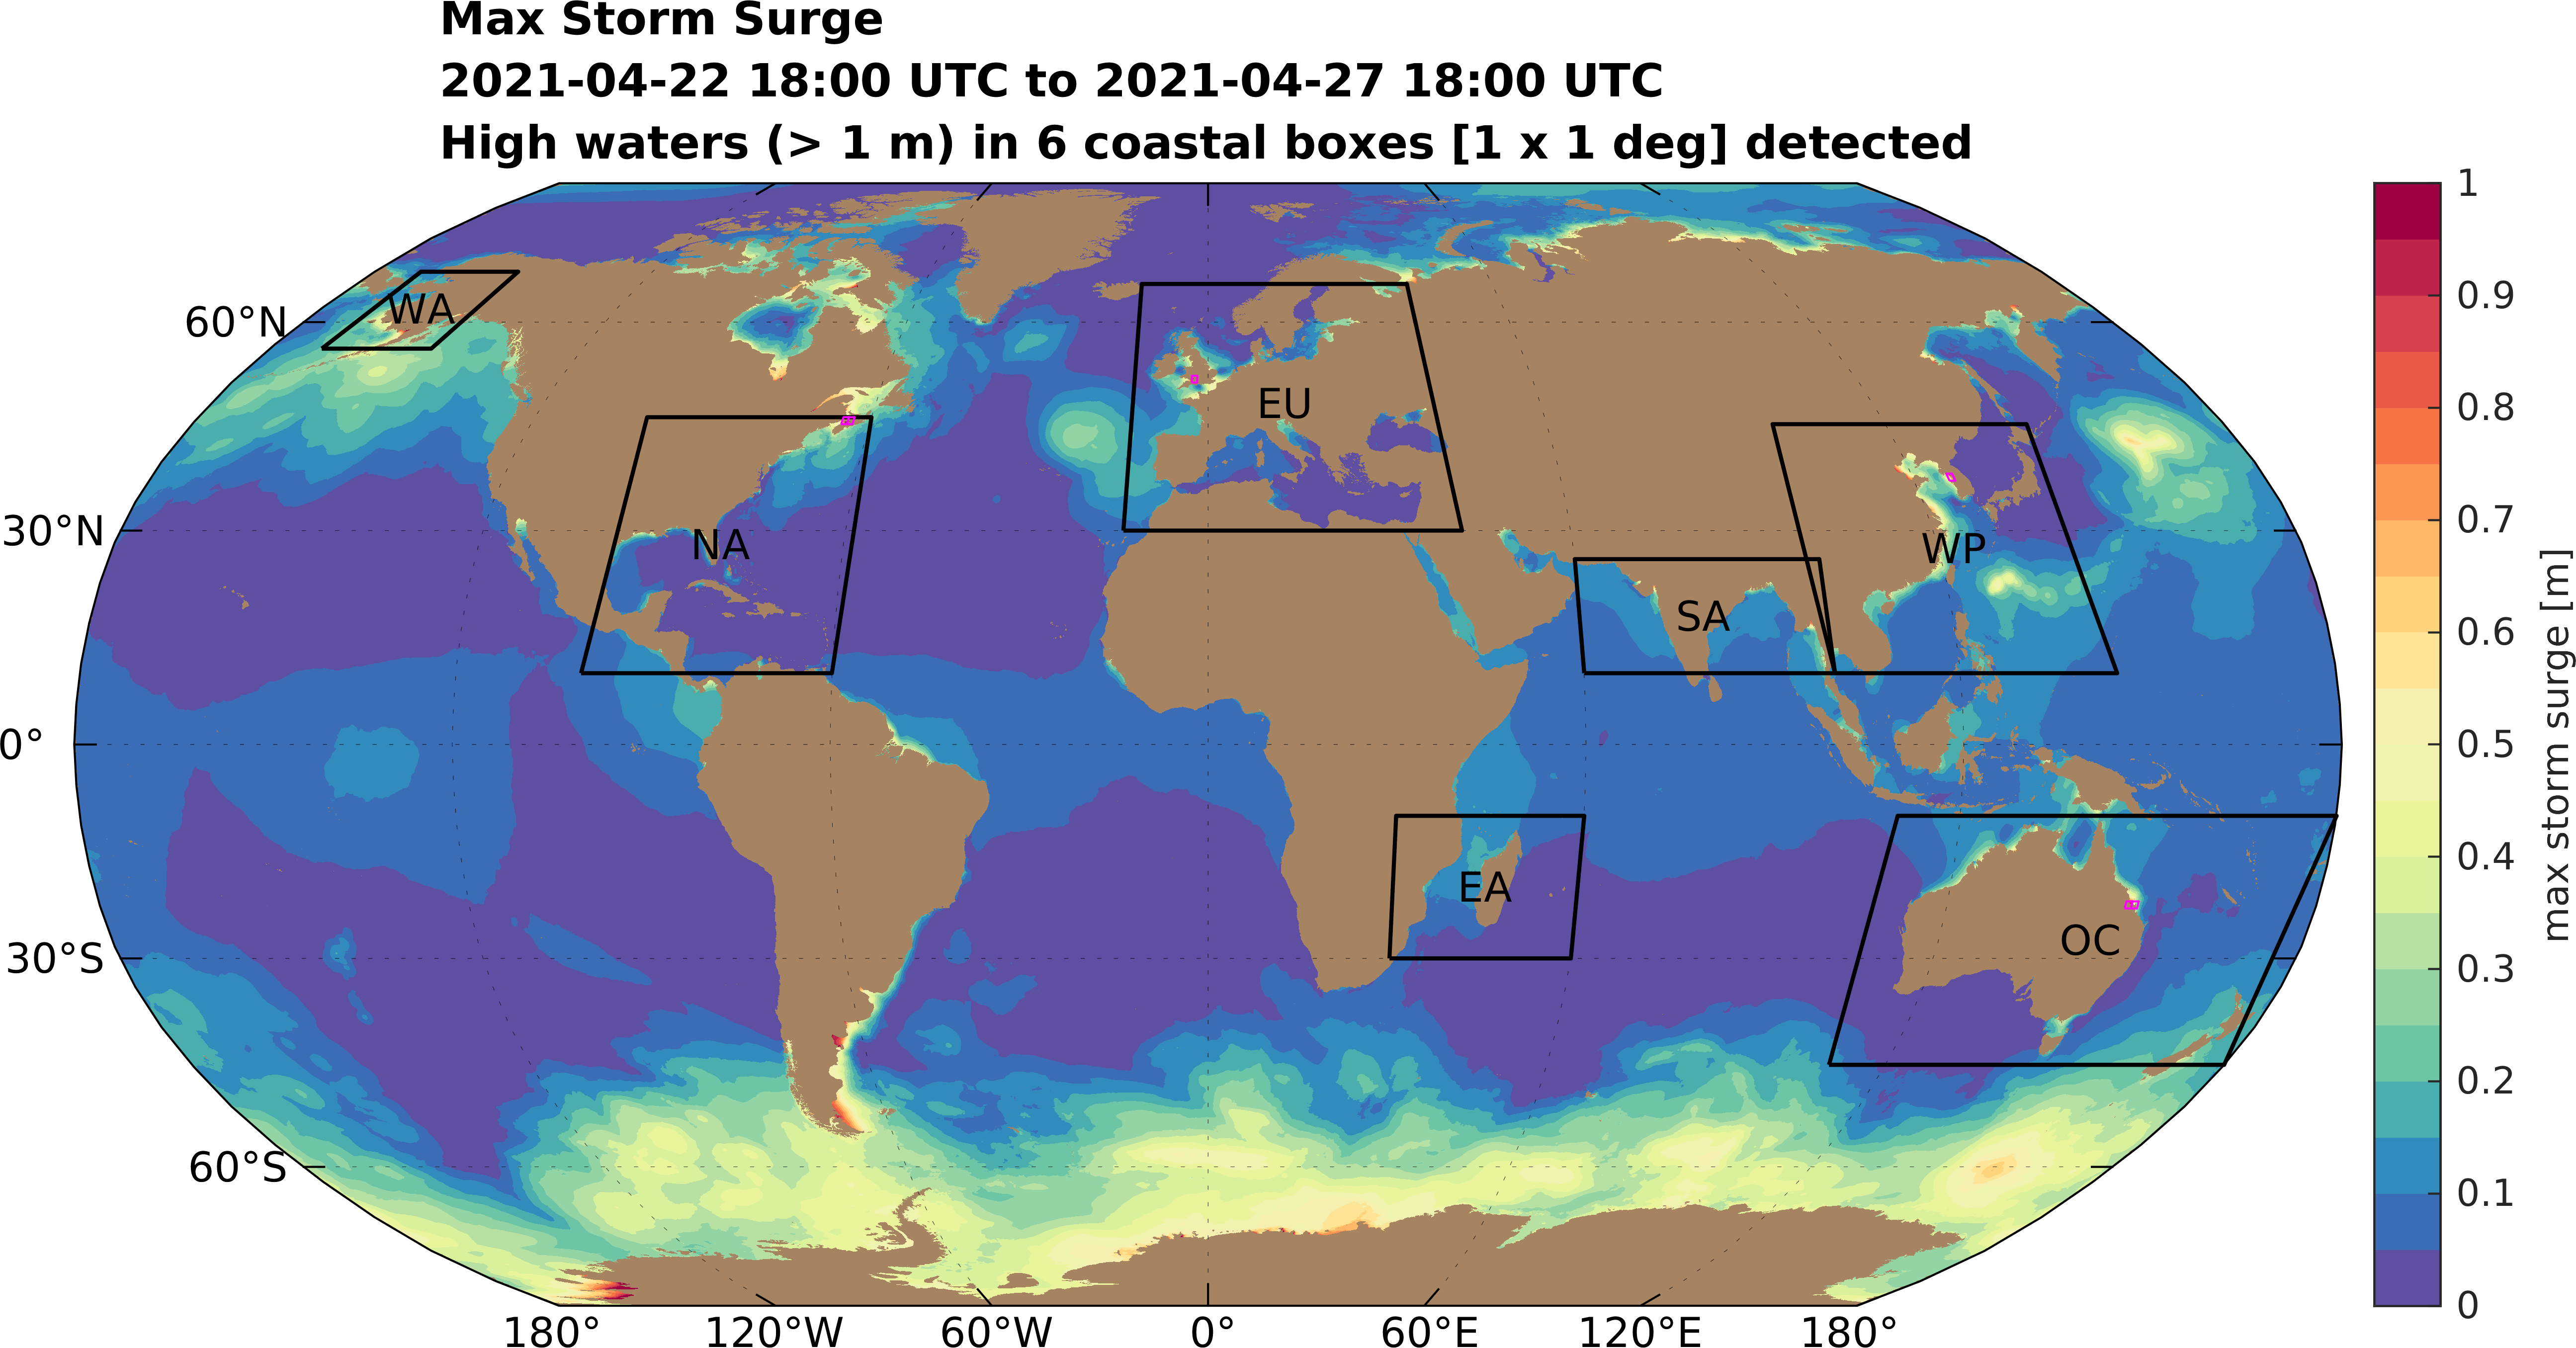 Max Storm Surge
2021-04-22 18:00 UTC to 2021-04-27 18:00 UTC
High waters (> 1 m) in 6 coastal boxes [1 x 1 deg] detected
60°N
30°N
0°
30°S
60°S
WA
NA
EU
SA
WP
EA
OC
180°
120°W
60°W
0°
60°E
120°E
180°
1
0.9
0.8
0.7
0.6
0.5
0.4
0.3
0.2
0.1
0
max storm surge [m]